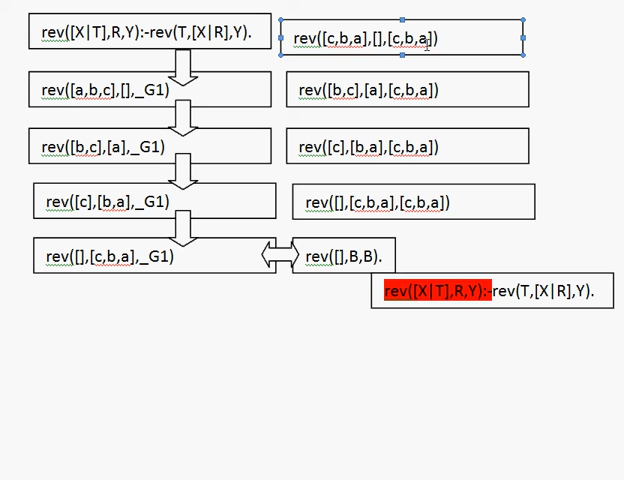 rev([X|T],R,Y):-rev(T,[X|R],Y).
rev([c,b,a],[],[c,b,a])
rev([a,b,c],[],_G1)
rev([b,c],[a],[c,b,a])
rev([b,c],[a],_G1)
rev([c],[b,a],[c,b,a])
rev([c],[b,a],_G1)
rev([],[c,b,a],[c,b,a])
rev([],[c,b,a],_G1)
rev([],B,B).
rev([X|T],R,Y):-rev(T,[X|R],Y).